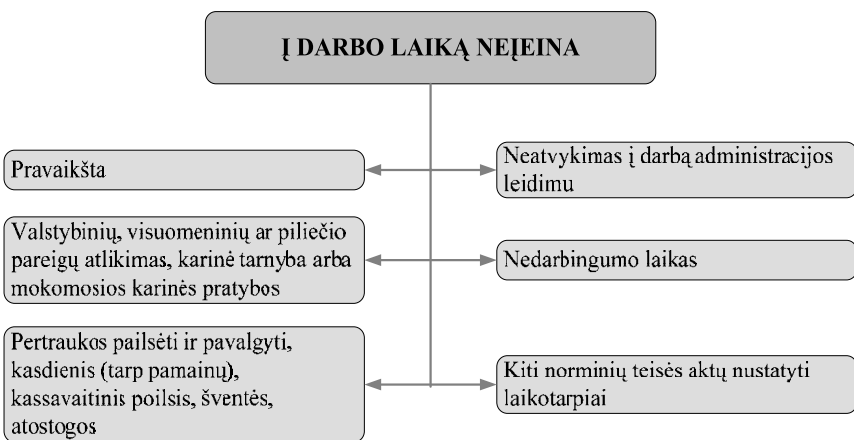 Į DARBO LAIKĄ NEĮEINA
Pravaikšta
Neatvykimas į darbą administracijos
leidimu
Valstybinių, visuomeninių ar piliečio
pareigų atlikimas, karinė tarnyba arba
mokomosios karinės pratybos
Nedarbingumo laikas
Pertraukos pailsėti ir pavalgyti,
kasdienis (tarp pamainų),
kassavaitinis poilsis, šventės,
atostogos
Kiti norminių teisės aktų nustatyti
laikotarpiai